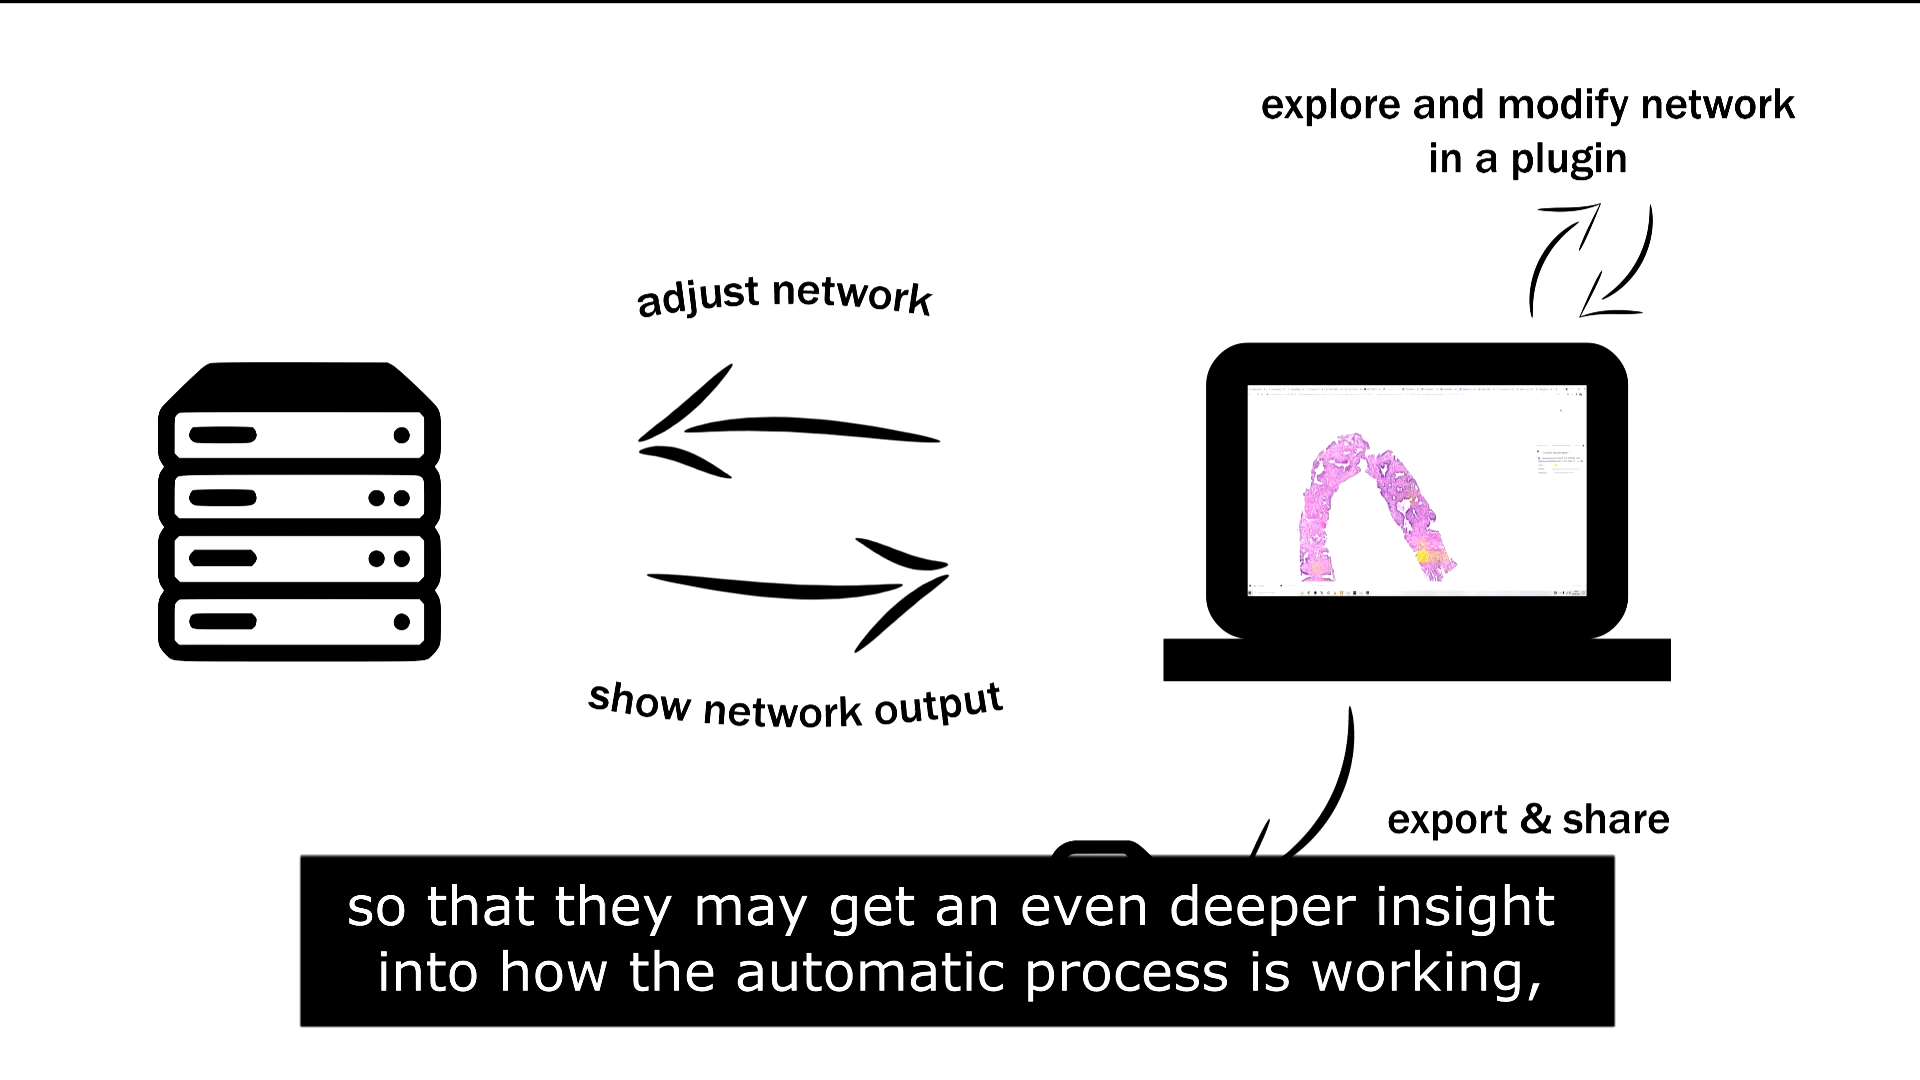 explore and modify network
in a plugin
adjust network
show network output
export & share
so that they may get an even deeper insight
into how the automatic process is working,